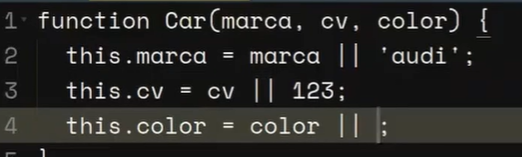 1 function Car(marca, cv, color) {
2 this.marca = marca || 'audi';
3 this.cv = cv || 123;
4 this.color = color || ;
5 }